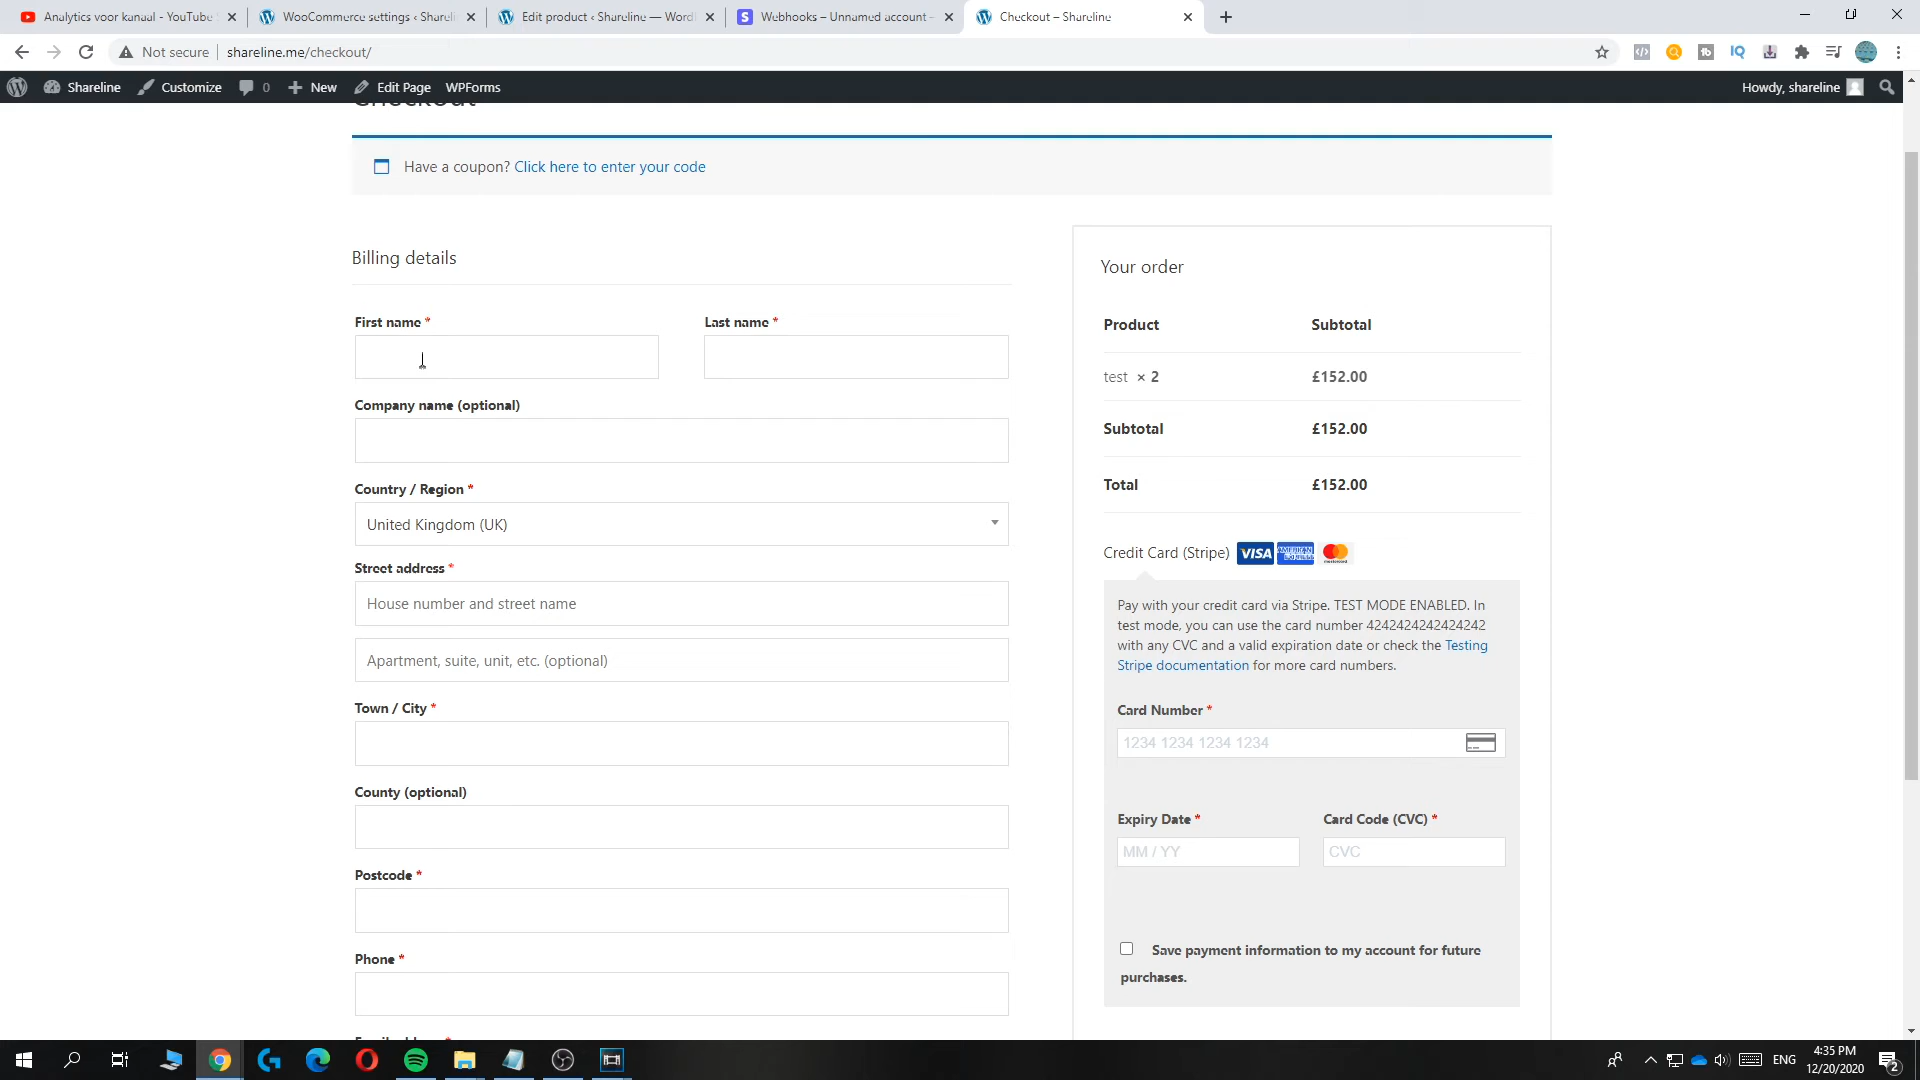 Analytics voor kanaal - YouTube
WooCommerce settings ‹ Shareli
Edit product ‹ Shareline — Word
Webhooks – Unnamed account -
Checkout – Shareline
Not secure
shareline.me/checkout/
Shareline
Customize
0
New
Edit Page
WPForms
Howdy, shareline
Checkout
Have a coupon? Click here to enter your code
Billing details
First name *
Last name *
Company name (optional)
Country / Region *
United Kingdom (UK)
Street address *
House number and street name
Apartment, suite, unit, etc. (optional)
Town / City *
County (optional)
Postcode *
Phone *
Your order
Product Subtotal
test × 2 £152.00
Subtotal £152.00
Total £152.00
Credit Card (Stripe) VISA AMERICAN EXPRESS mastercard
Pay with your credit card via Stripe. TEST MODE ENABLED. In
test mode, you can use the card number 4242424242424242
with any CVC and a valid expiration date or check the Testing
Stripe documentation for more card numbers.
Card Number *
1234 1234 1234 1234
Expiry Date *
Card Code (CVC) *
MM / YY
CVC
Save payment information to my account for future
purchases.
ENG
4:35 PM
12/20/2020
2